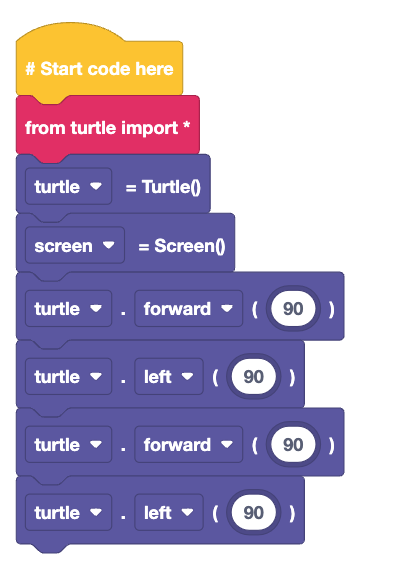 # Start code here
from turtle import *
turtle = Turtle()
screen = Screen()
turtle . forward ( 90 )
turtle . left ( 90 )
turtle . forward ( 90 )
turtle . left ( 90 )